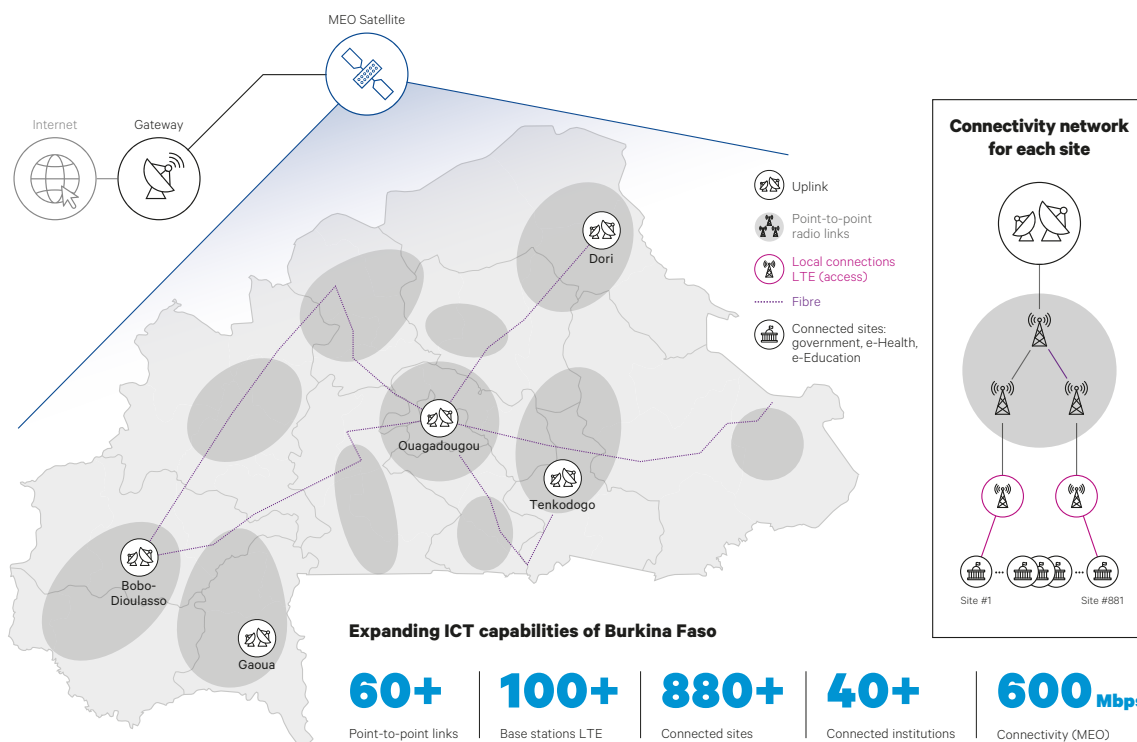 MEO Satellite
Internet
Gateway
Uplink
Point-to-point
radio links
Local connections
LTE (access)
Fibre
Connected sites:
government, e-Health,
e-Education
Dori
Ouagadougou
Tenkodogo
Bobo-
Dioulasso
Gaoua
Connectivity network
for each site
Site #1
Site #881
Expanding ICT capabilities of Burkina Faso
60+
Point-to-point links
100+
Base stations LTE
880+
Connected sites
40+
Connected institutions
600 Mbps
Connectivity (MEO)